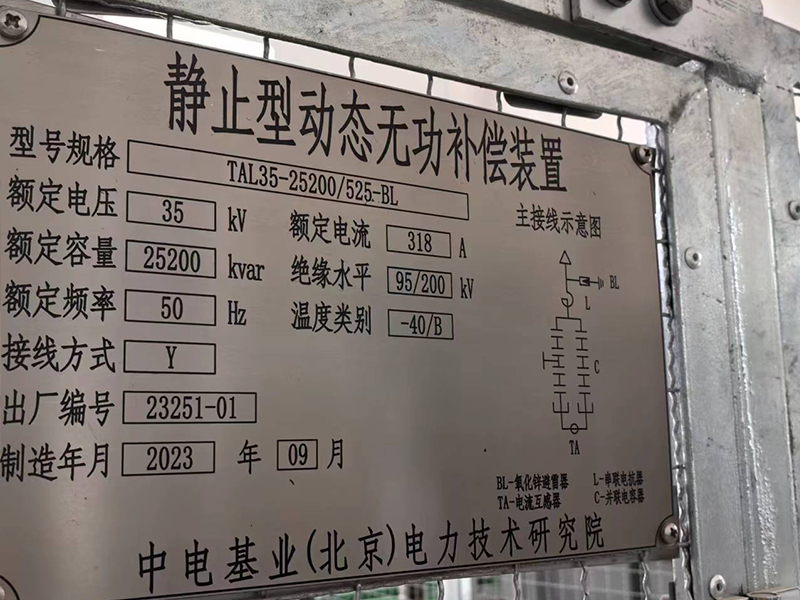 静止型动态无功补偿装置
型号规格 TAL35-25200/525-BL
额定电压 35 kV 额定电流 318 A
额定容量 25200 kvar 绝缘水平 95/200 kV
额定频率 50 Hz 温度类别 -40/B
接线方式 Y
出厂编号 23251-01
制造年月 2023 年 09 月
主接线示意图
BL
L
C
TA
BL-氧化锌避雷器 L-串联电抗器
TA-电流互感器 C-并联电容器
中电基业(北京)电力技术研究院